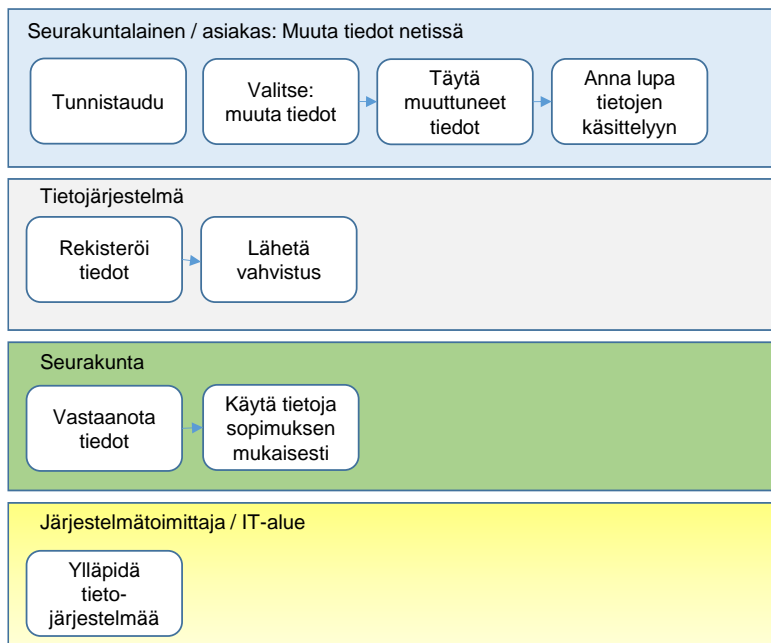 Seurakuntalainen / asiakas: Muuta tiedot netissä
Tunnistaudu
Valitse:
muuta tiedot
Täytä
muuttuneet
tiedot
Anna lupa
tietojen
käsittelyyn
Tietojärjestelmä
Rekisteröi
tiedot
Lähetä
vahvistus
Seurakunta
Vastaanota
tiedot
Käytä tietoja
sopimuksen
mukaisesti
Järjestelmätoimittaja / IT-alue
Ylläpidä
tieto-
järjestelmää